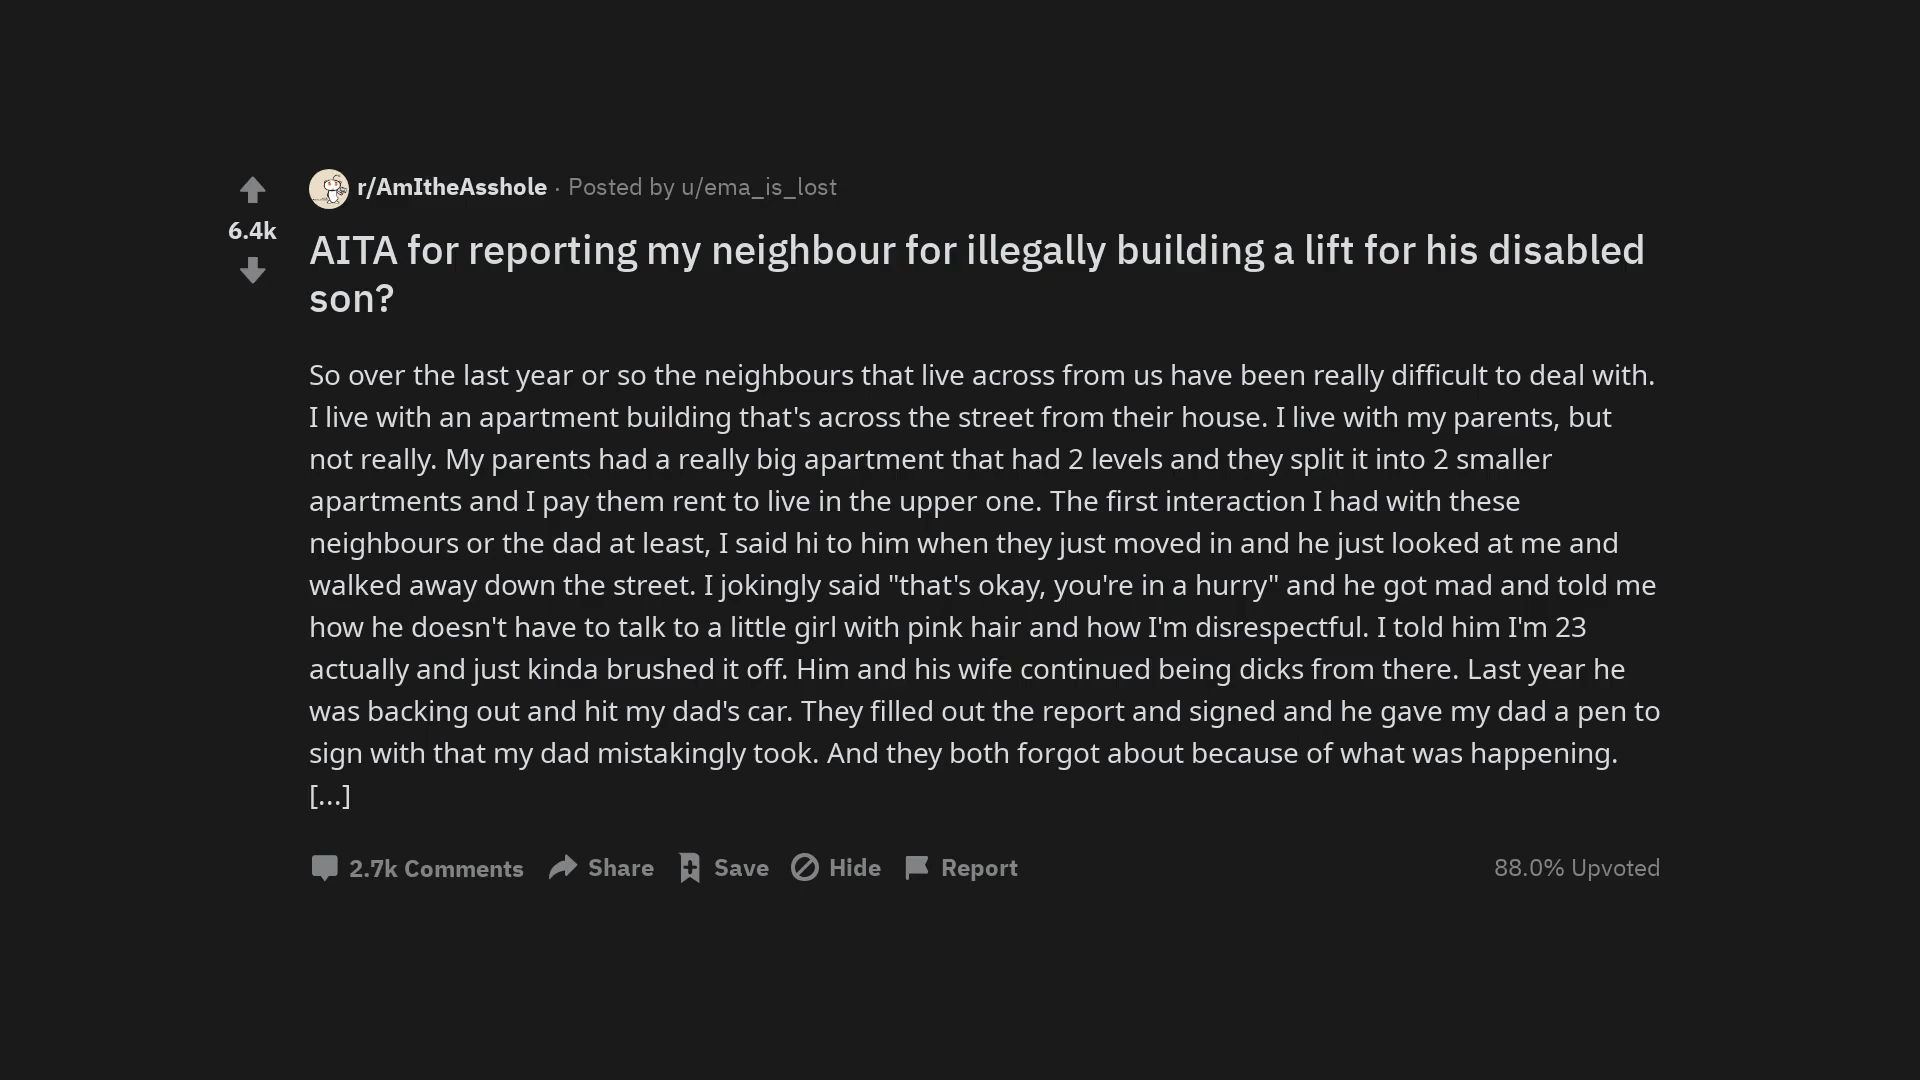 r/AmItheAsshole · Posted by u/ema_is_lost
6.4k
AITA for reporting my neighbour for illegally building a lift for his disabled
son?
So over the last year or so the neighbours that live across from us have been really difficult to deal with.
I live with an apartment building that's across the street from their house. I live with my parents, but
not really. My parents had a really big apartment that had 2 levels and they split it into 2 smaller
apartments and I pay them rent to live in the upper one. The first interaction I had with these
neighbours or the dad at least, I said hi to him when they just moved in and he just looked at me and
walked away down the street. I jokingly said "that's okay, you're in a hurry" and he got mad and told me
how he doesn't have to talk to a little girl with pink hair and how I'm disrespectful. I told him I'm 23
actually and just kinda brushed it off. Him and his wife continued being dicks from there. Last year he
was backing out and hit my dad's car. They filled out the report and signed and he gave my dad a pen to
sign with that my dad mistakingly took. And they both forgot about because of what was happening.
[...]
2.7k Comments Share Save Hide Report 88.0% Upvoted